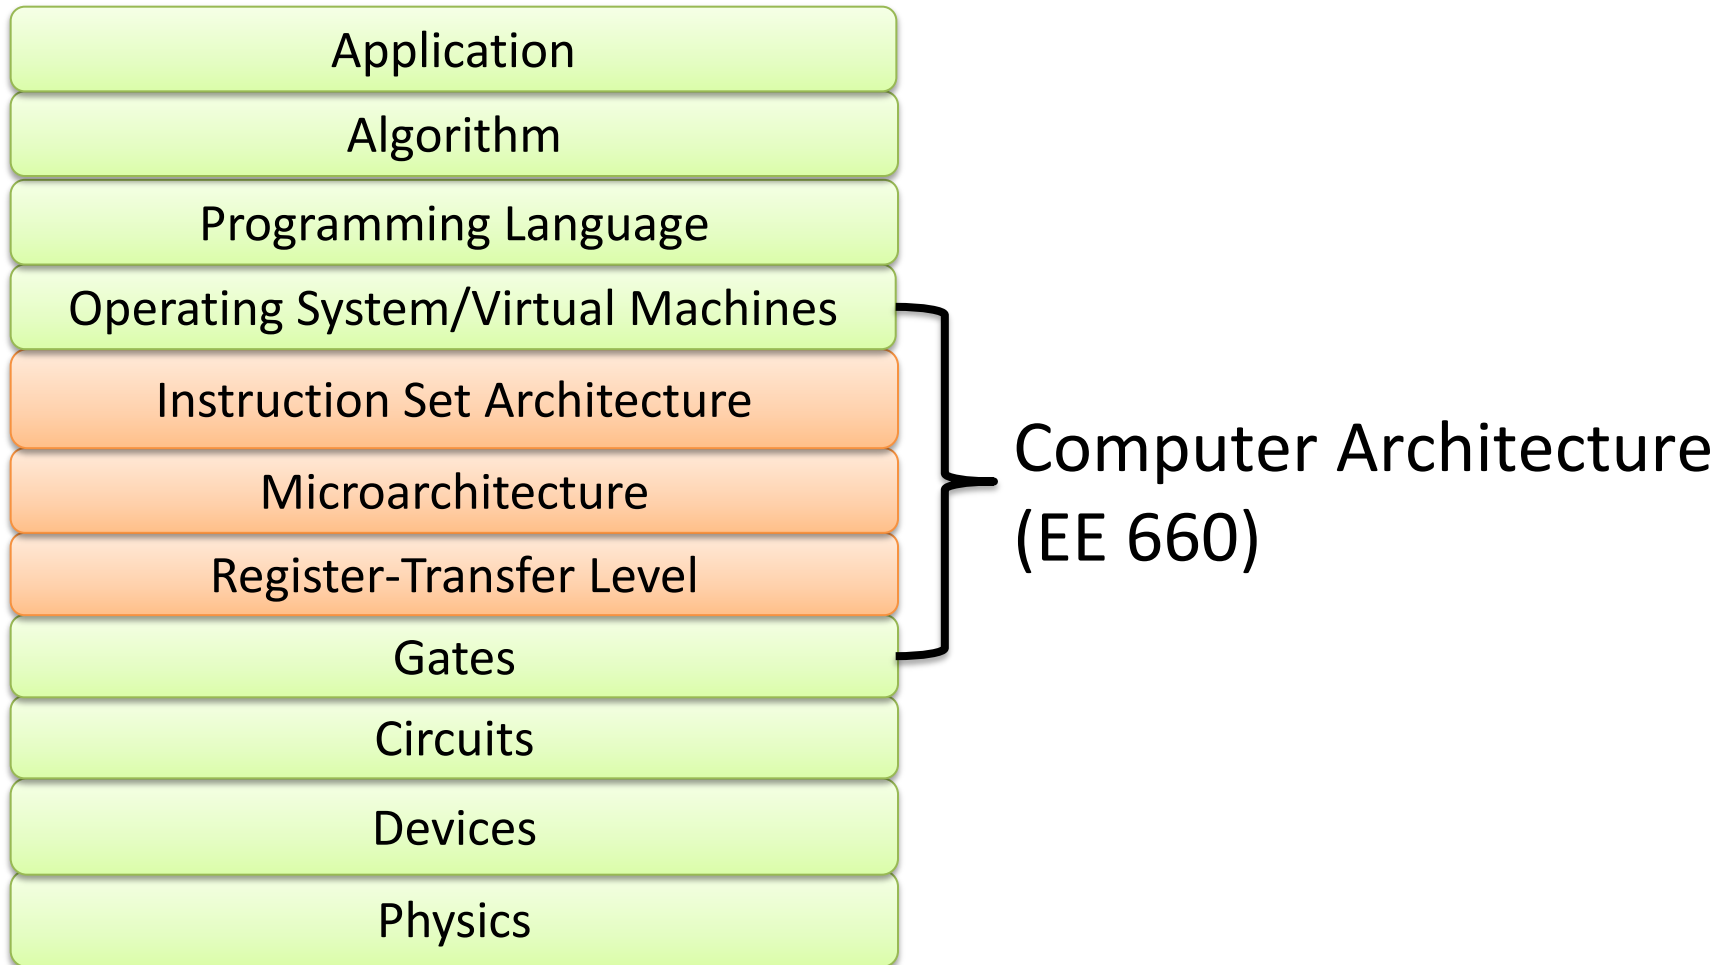 Application
Algorithm
Programming Language
Operating System/Virtual Machines
Instruction Set Architecture
Microarchitecture
Register-Transfer Level
Gates
Circuits
Devices
Physics
Computer Architecture
(EE 660)